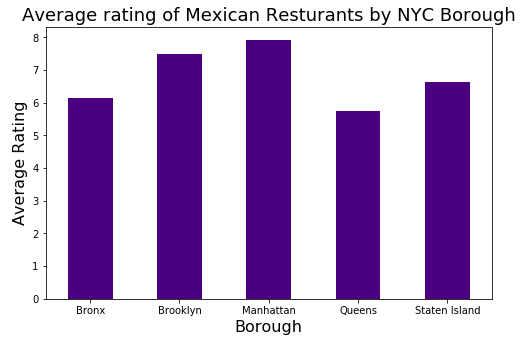 Average rating of Mexican Resturants by NYC Borough
8
7
6
5
4
3
2
1
0
Average Rating
Bronx Brooklyn Manhattan Queens Staten Island
Borough